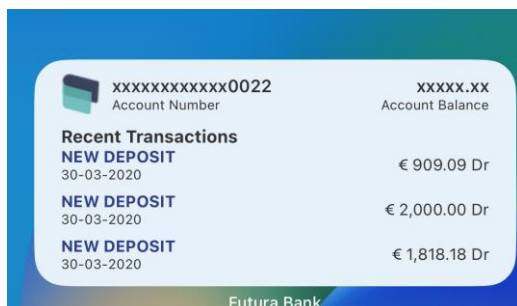 xxxxxxxxxxxx0022 xxxxx.xx
Account Number Account Balance
Recent Transactions
NEW DEPOSIT
30-03-2020 € 909.09 Dr
NEW DEPOSIT
30-03-2020 € 2,000.00 Dr
NEW DEPOSIT
30-03-2020 € 1,818.18 Dr
Futura Bank